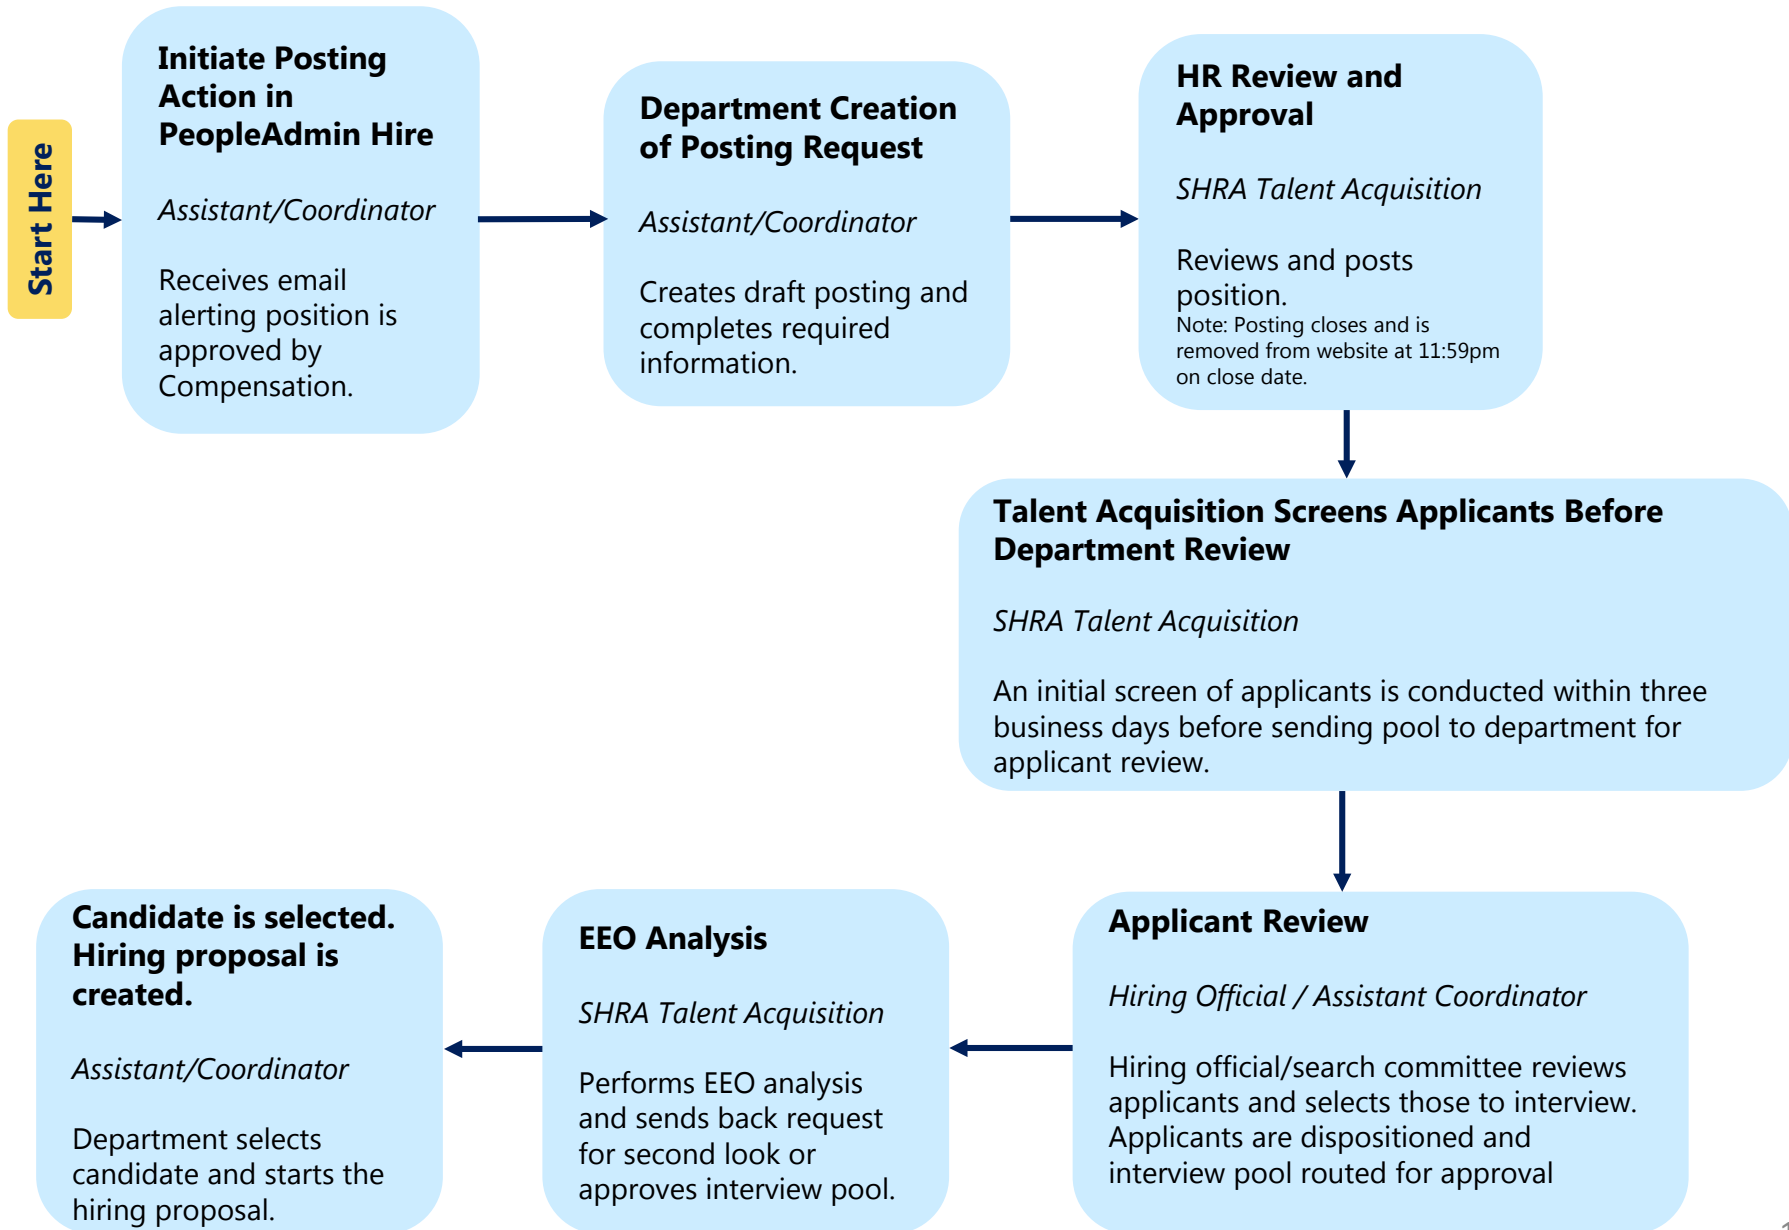 Start Here
Initiate Posting
Action in
PeopleAdmin Hire
Assistant/Coordinator
Receives email
alerting position is
approved by
Compensation.
Department Creation
of Posting Request
Assistant/Coordinator
Creates draft posting and
completes required
information.
HR Review and
Approval
SHRA Talent Acquisition
Reviews and posts
position.
Note: Posting closes and is
removed from website at 11:59pm
on close date.
Talent Acquisition Screens Applicants Before
Department Review
SHRA Talent Acquisition
An initial screen of applicants is conducted within three
business days before sending pool to department for
applicant review.
Applicant Review
Hiring Official / Assistant Coordinator
Hiring official/search committee reviews
applicants and selects those to interview.
Applicants are dispositioned and
interview pool routed for approval
EEO Analysis
SHRA Talent Acquisition
Performs EEO analysis
and sends back request
for second look or
approves interview pool.
Candidate is selected.
Hiring proposal is
created.
Assistant/Coordinator
Department selects
candidate and starts the
hiring proposal.